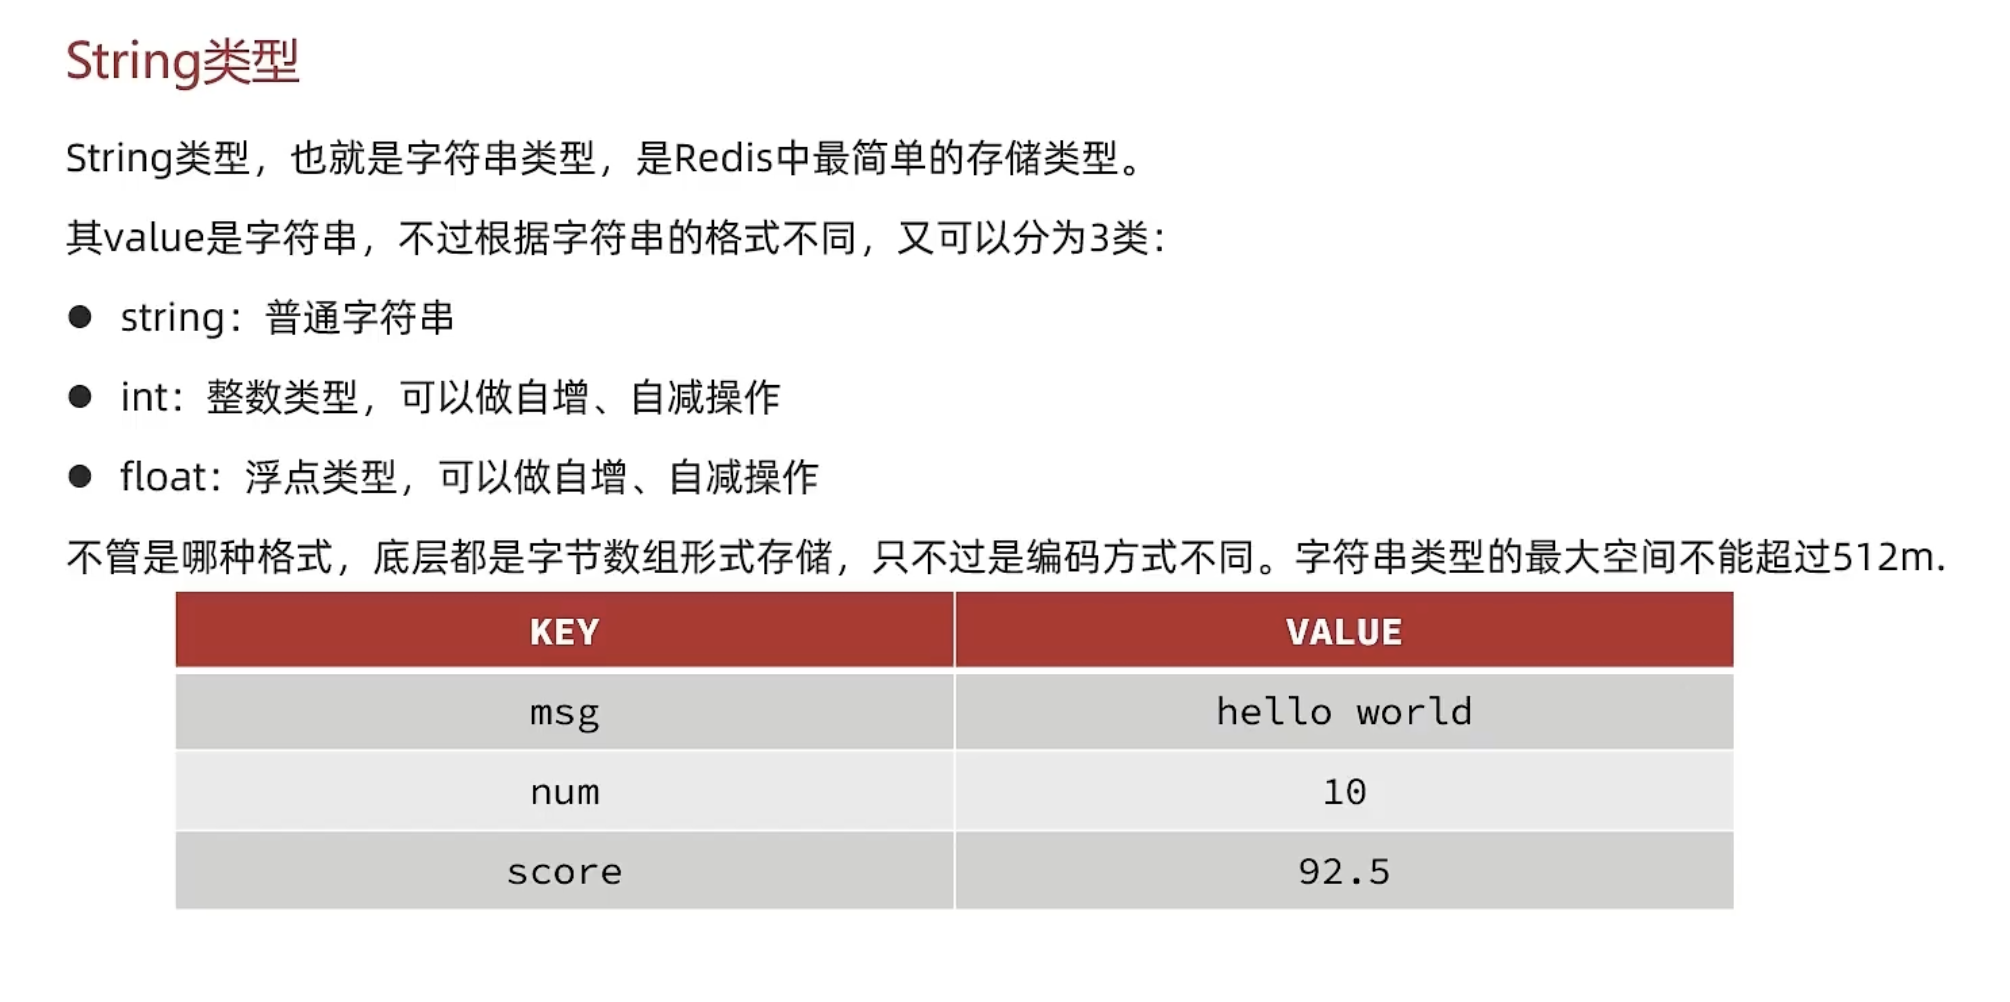 String类型
String类型，也就是字符串类型，是Redis中最简单的存储类型。
其value是字符串，不过根据字符串的格式不同，又可以分为3类：
● string：普通字符串
● int：整数类型，可以做自增、自减操作
● float：浮点类型，可以做自增、自减操作
不管是哪种格式，底层都是字节数组形式存储，只不过是编码方式不同。字符串类型的最大空间不能超过512m.
KEY VALUE
msg hello world
num 10
score 92.5